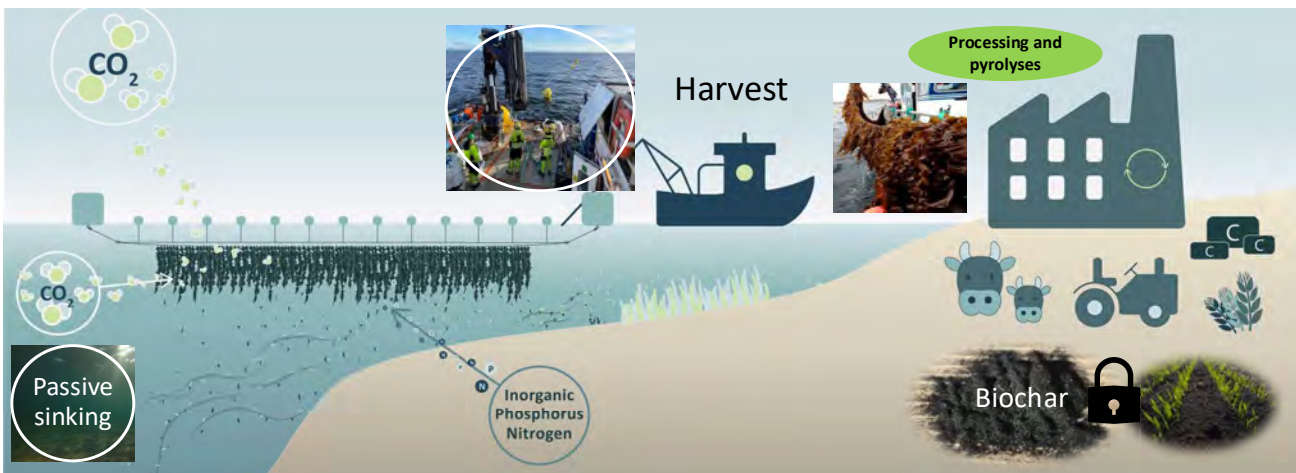 CO2
Harvest
Processing and
pyrolyses
C
C
C
CO2
P
N
N
Inorganic
Phosphorus
Nitrogen
Passive
sinking
Biochar